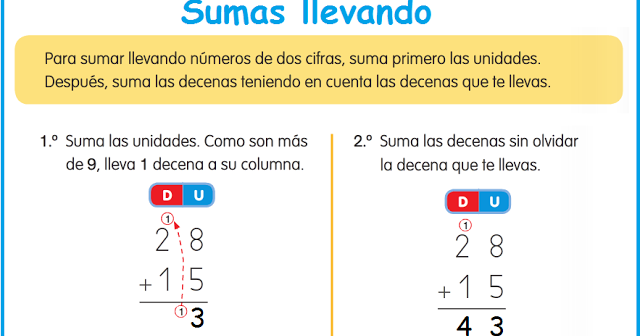 Sumas llevando
Para sumar llevando números de dos cifras, suma primero las unidades.
Después, suma las decenas teniendo en cuenta las decenas que te llevas.
1.º Suma las unidades. Como son más
de 9, lleva 1 decena a su columna.
D U
1
2 8
+ 1 5
1 3
2.º Suma las decenas sin olvidar
la decena que te llevas.
D U
1
2 8
+ 1 5
4 3